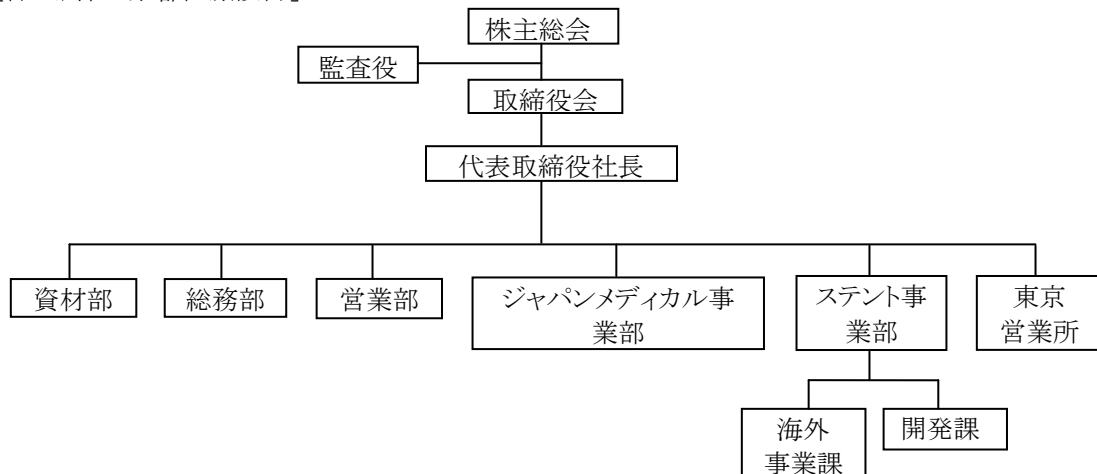 株主総会
監査役
取締役会
代表取締役社長
資材部
総務部
営業部
ジャパンメディカル事
業部
ステント事
業部
東京
営業所
海外
事業課
開発課